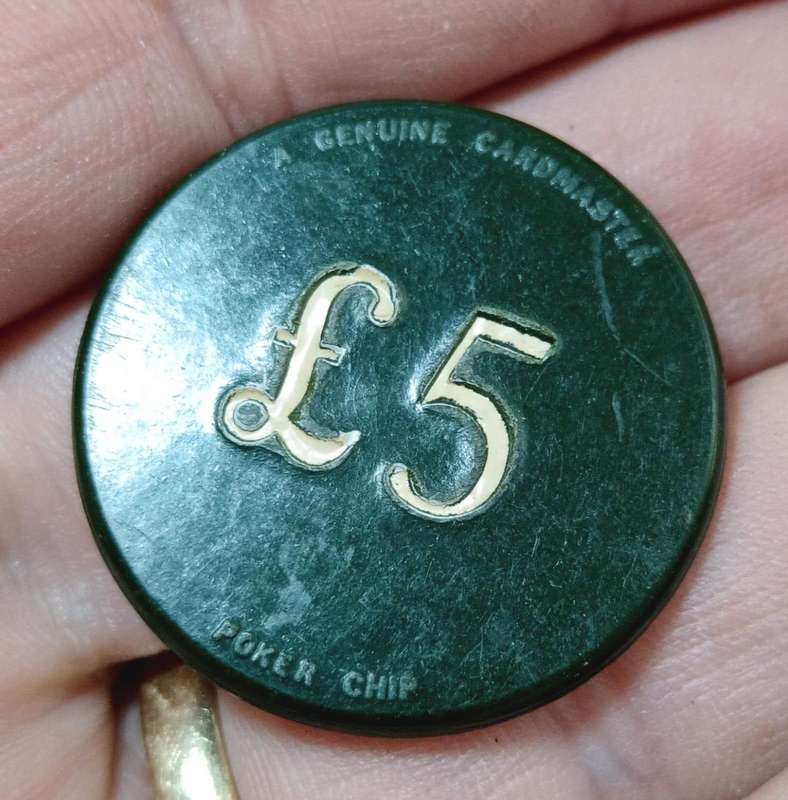 A GENUINE CARDMASTER
£5
POKER CHIP